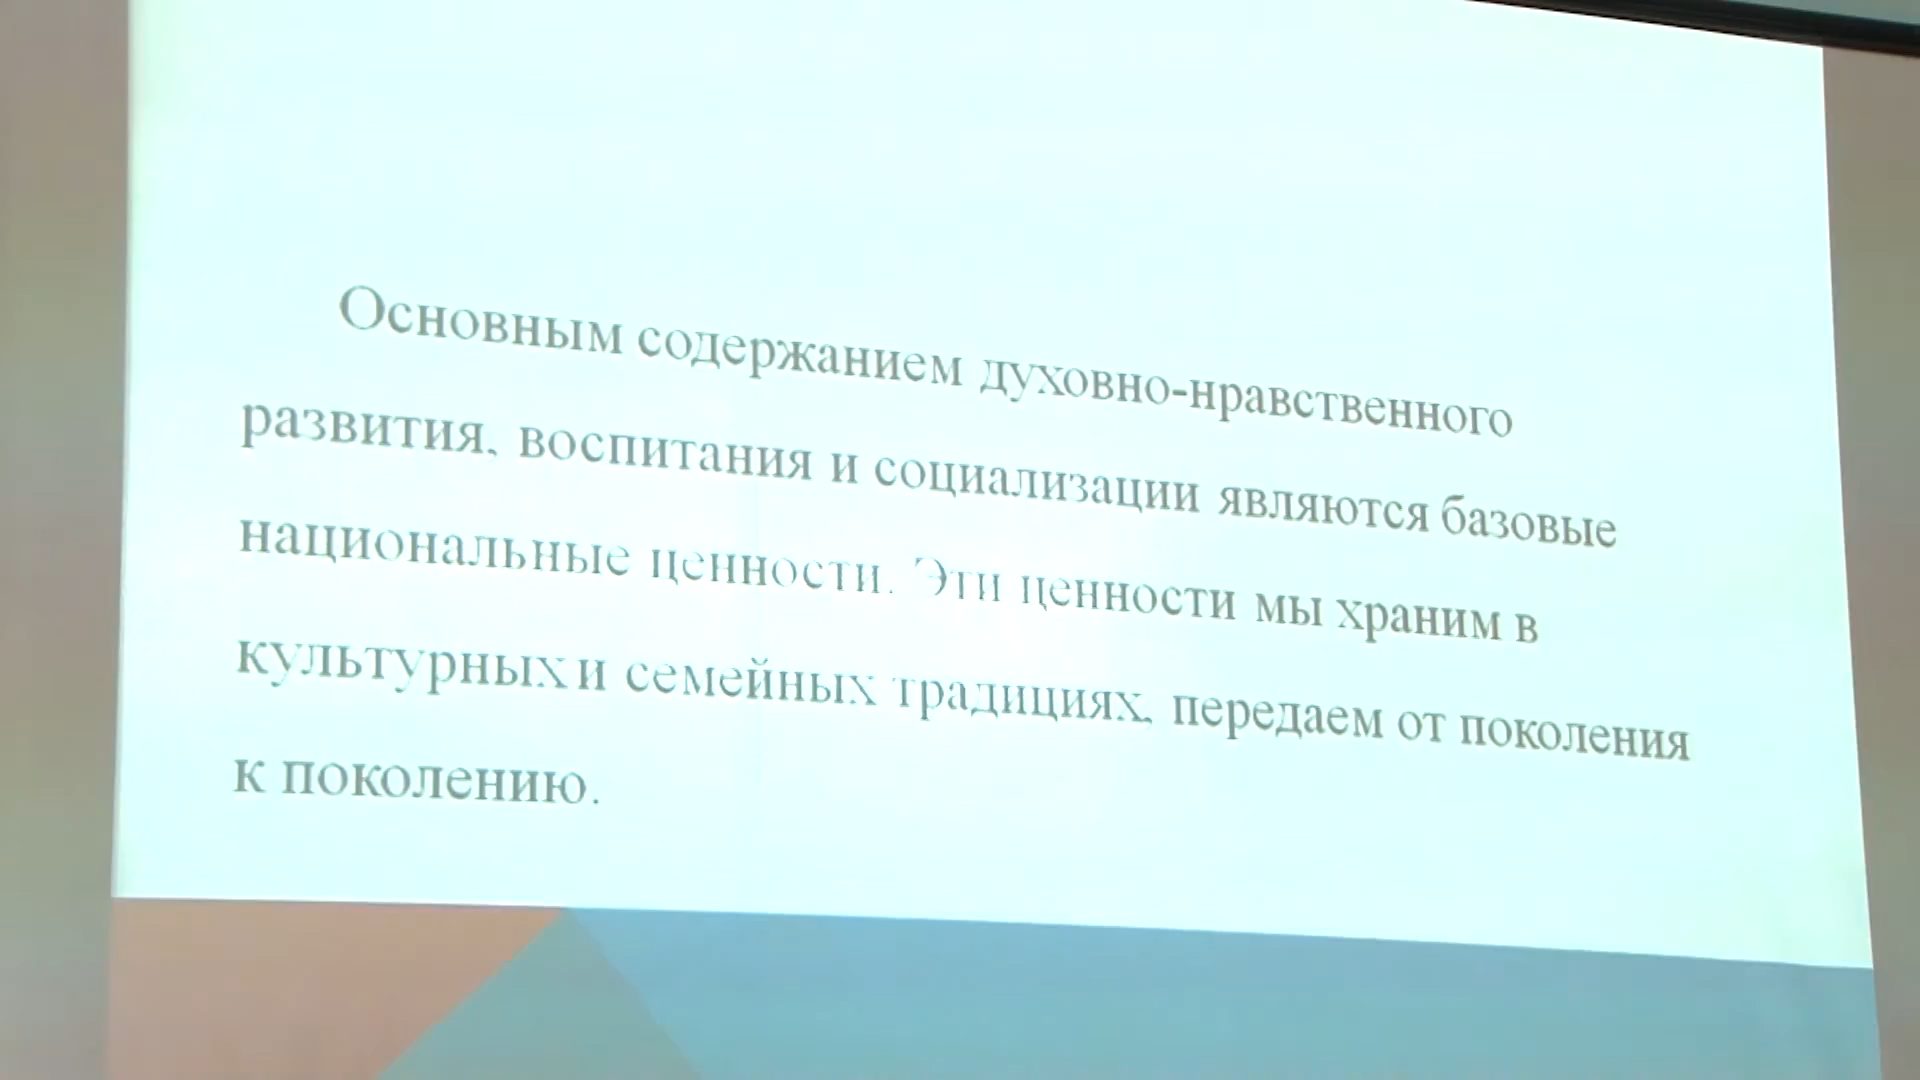 Основным содержанием духовно-нравственного
развития, воспитания и социализации являются базовые
национальные ценности. Эти ценности мы храним в
культурных и семейных традициях, передаем от поколения
к поколению.